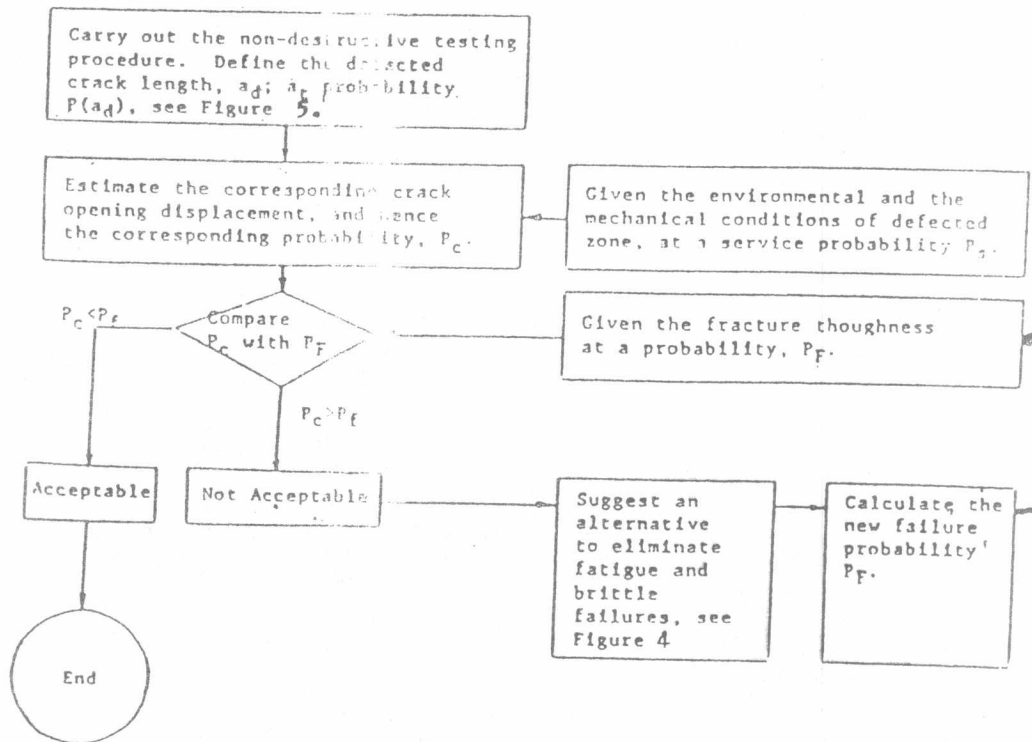 Carry out the non-destructive testing
procedure. Define the detected
crack length, a_d; at probability,
P(a_d), see Figure 5.
Estimate the corresponding crack
opening displacement, and hence
the corresponding probability, P_c.
Given the environmental and the
mechanical conditions of defected
zone, at a service probability P_s.
P_c<P_f
Compare
P_c with P_F
Given the fracture thoughness
at a probability, P_F.
P_c>P_f
Acceptable
Not Acceptable
Suggest an
alternative
to eliminate
fatigue and
brittle
failures, see
Figure 4
Calculate the
new failure
probability
P_F.
End